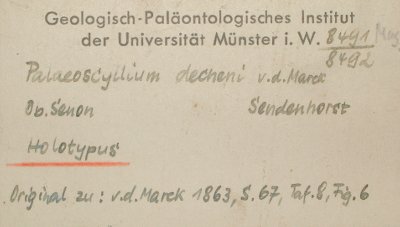 Geologisch-Paläontologisches Institut
der Universität Münster i. W. 8491
8492
Palaeoscyllium decheni v.d.Marck
Ob. Senon Sendenhorst
Holotypus
Original zu: v.d.Marck 1863, S. 67, Taf. 8, Fig. 6